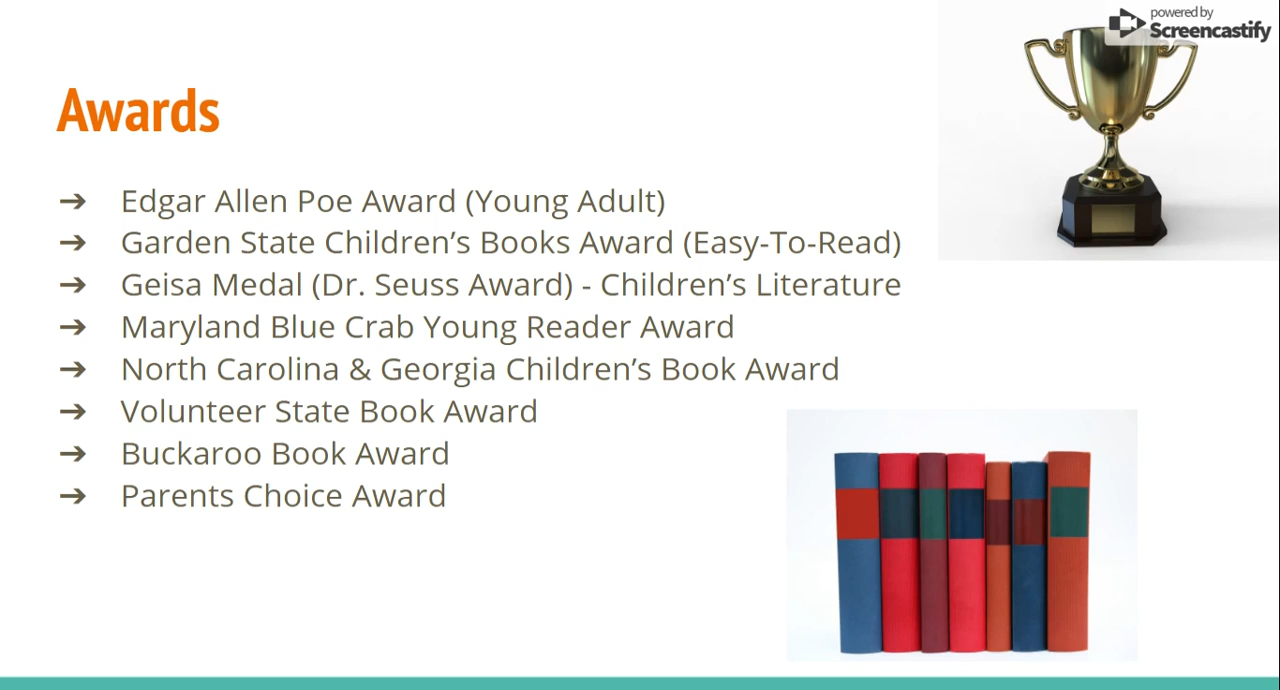 powered by
Screencastify
Awards
➔ Edgar Allen Poe Award (Young Adult)
➔ Garden State Children’s Books Award (Easy-To-Read)
➔ Geisa Medal (Dr. Seuss Award) - Children’s Literature
➔ Maryland Blue Crab Young Reader Award
➔ North Carolina & Georgia Children’s Book Award
➔ Volunteer State Book Award
➔ Buckaroo Book Award
➔ Parents Choice Award